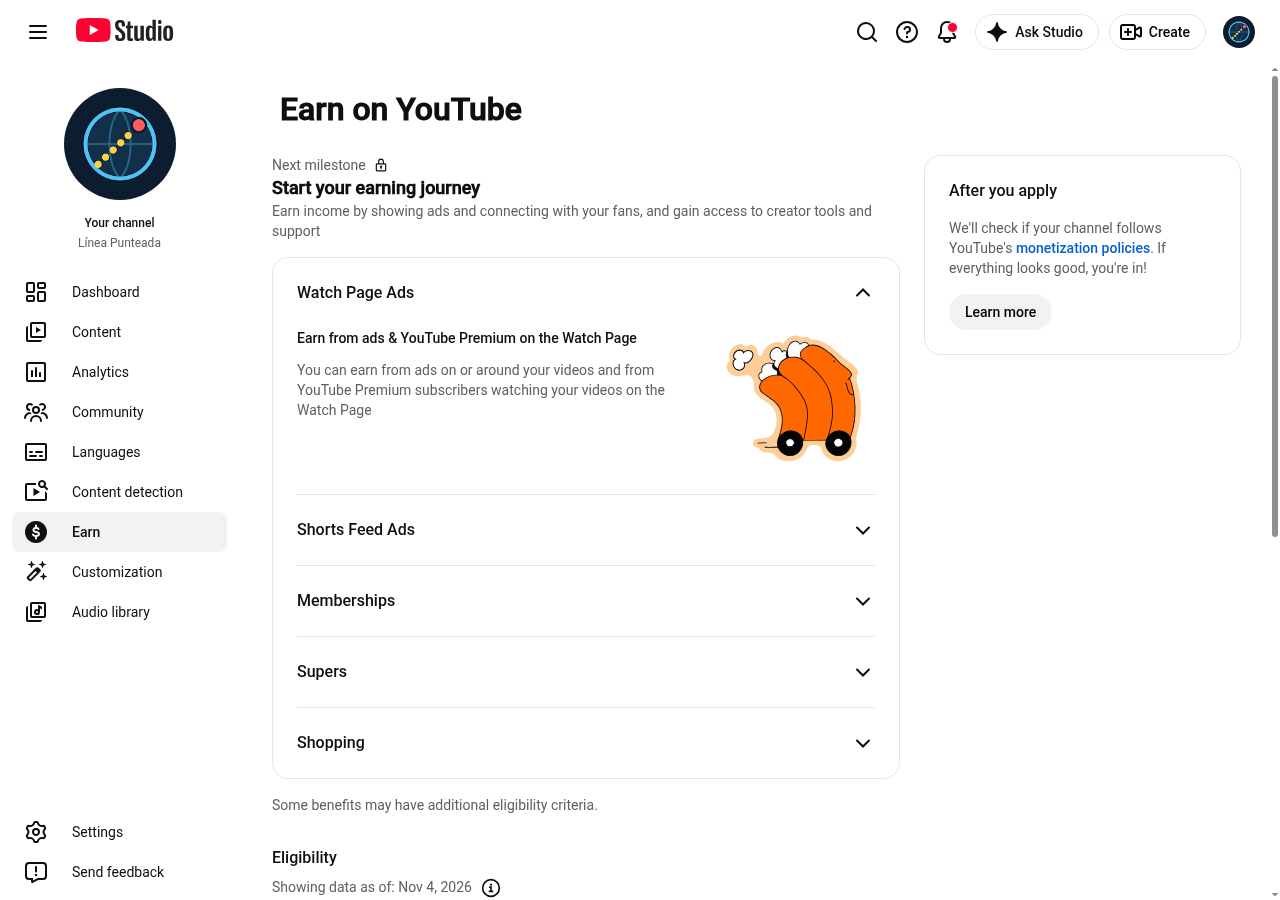 Studio
Ask Studio
Create
Your channel
Línea Punteada
Dashboard
Content
Analytics
Community
Languages
Content detection
Earn
Customization
Audio library
Settings
Send feedback
Earn on YouTube
Next milestone
Start your earning journey
Earn income by showing ads and connecting with your fans, and gain access to creator tools and
support
Watch Page Ads
Earn from ads & YouTube Premium on the Watch Page
You can earn from ads on or around your videos and from
YouTube Premium subscribers watching your videos on the
Watch Page
Shorts Feed Ads
Memberships
Supers
Shopping
Some benefits may have additional eligibility criteria.
Eligibility
Showing data as of: Nov 4, 2026
After you apply
We'll check if your channel follows
YouTube's monetization policies. If
everything looks good, you're in!
Learn more